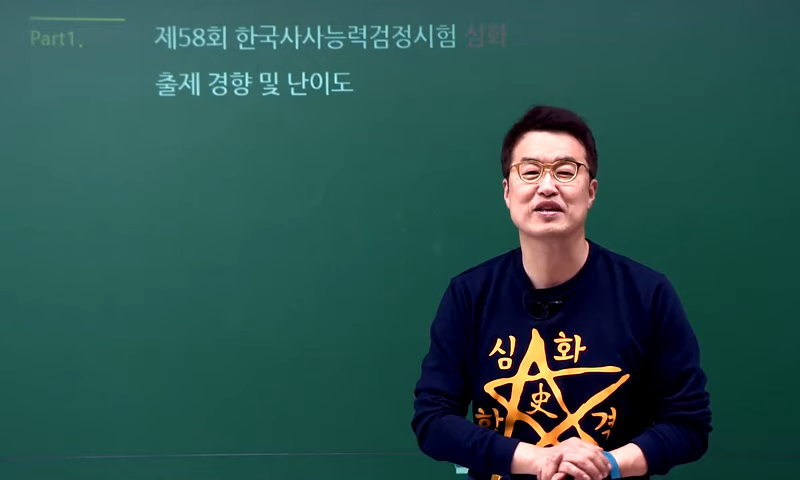 Part1.
제58회 한국사사능력검정시험 심화
출제 경향 및 난이도
심 화
史
합 격